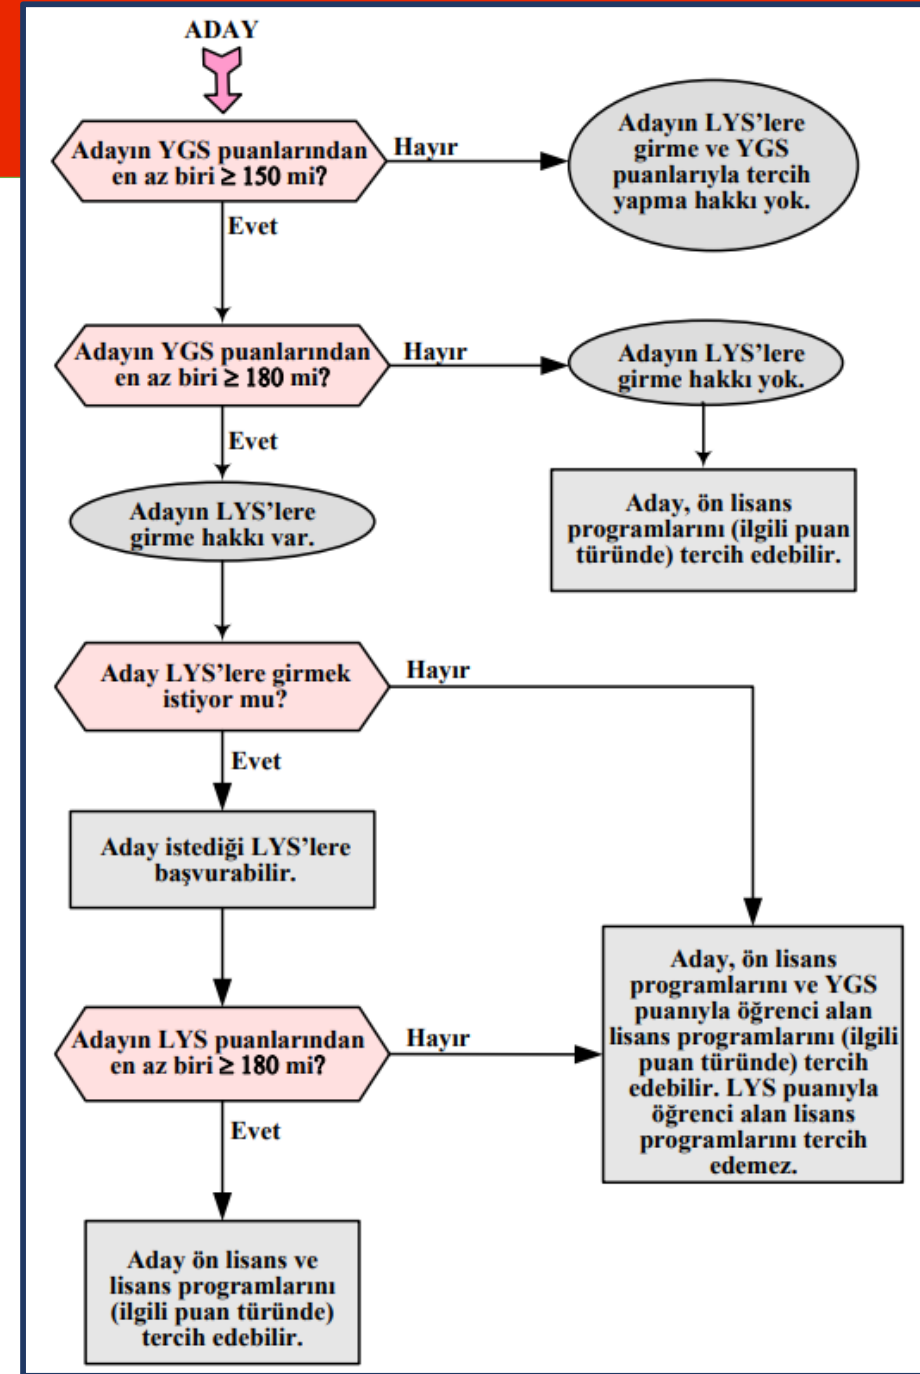 ADAY
Adayın YGS puanlarından
en az biri ≥ 150 mi?
Hayır
Adayın LYS’lere
girme ve YGS
puanlarıyla tercih
yapma hakkı yok.
Evet
Adayın YGS puanlarından
en az biri ≥ 180 mi?
Hayır
Adayın LYS’lere
girme hakkı yok.
Evet
Aday, ön lisans
programlarını (ilgili puan
türünde) tercih edebilir.
Adayın LYS’lere
girme hakkı var.
Aday LYS’lere girmek
istiyor mu?
Hayır
Evet
Aday istediği LYS’lere
başvurabilir.
Adayın LYS puanlarından
en az biri ≥ 180 mi?
Hayır
Aday, ön lisans
programlarını ve YGS
puanıyla öğrenci alan
lisans programlarını (ilgili
puan türünde) tercih
edebilir. LYS puanıyla
öğrenci alan lisans
programlarını tercih
edemez.
Evet
Aday ön lisans ve
lisans programlarını
(ilgili puan türünde)
tercih edebilir.